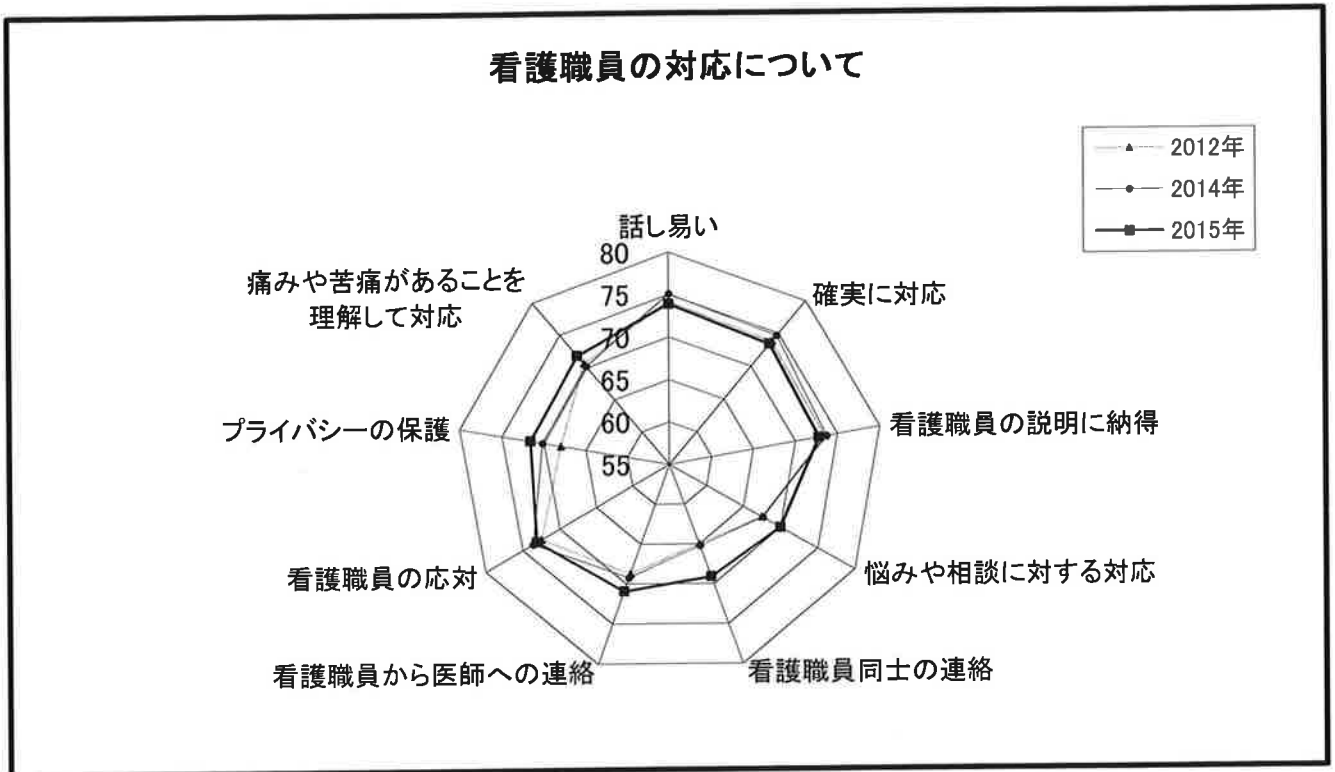 看護職員の対応について
2012年
2014年
2015年
話し易い
80
75
70
65
60
55
確実に対応
看護職員の説明に納得
悩みや相談に対する対応
看護職員同士の連絡
看護職員から医師への連絡
看護職員の応対
プライバシーの保護
痛みや苦痛があることを
理解して対応